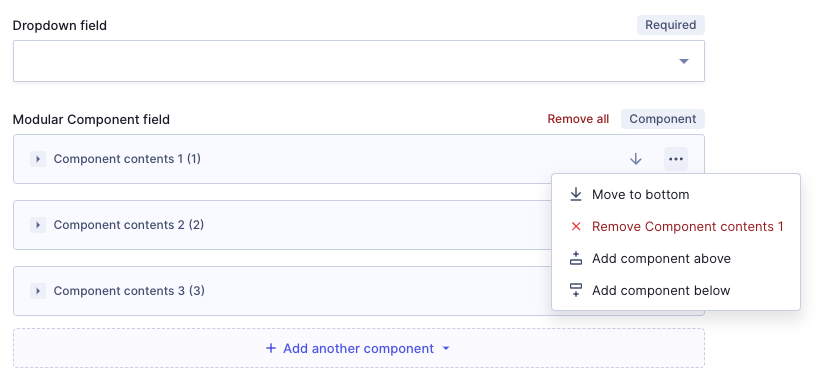 Dropdown field
Required
Modular Component field
Remove all
Component
Component contents 1 (1)
Move to bottom
Remove Component contents 1
Component contents 2 (2)
Add component above
Component contents 3 (3)
Add component below
Add another component